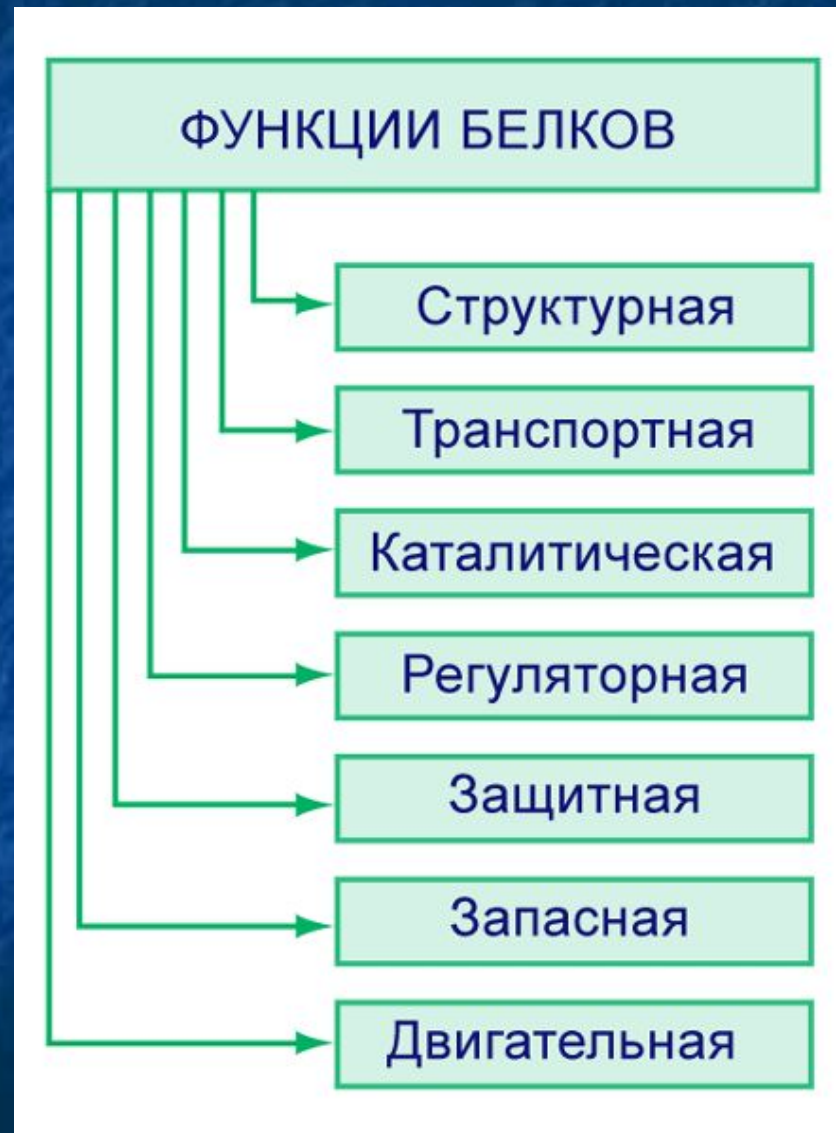 ФУНКЦИИ БЕЛКОВ
Структурная
Транспортная
Каталитическая
Регуляторная
Защитная
Запасная
Двигательная